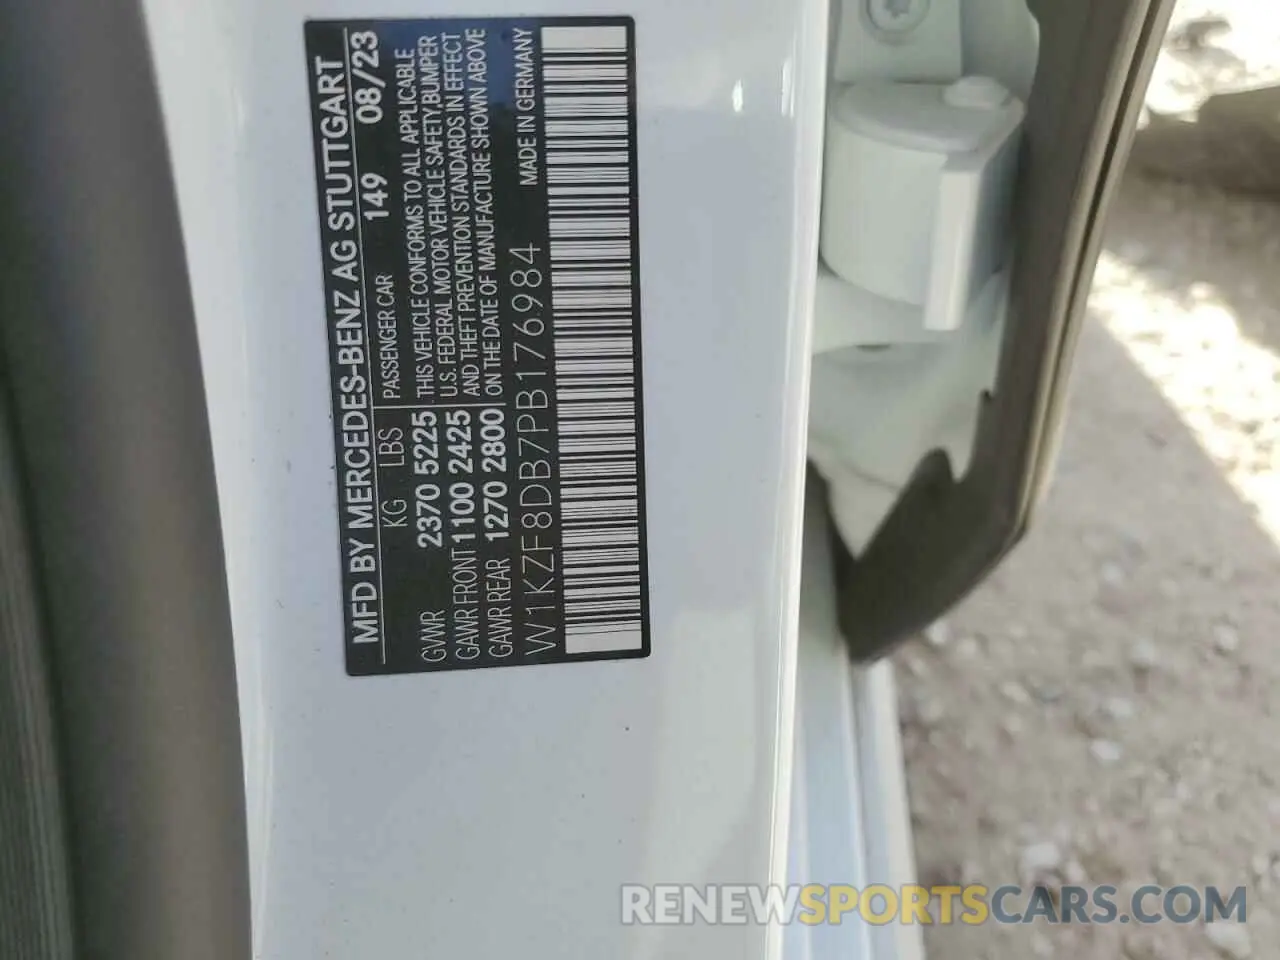 MFD BY MERCEDES-BENZ AG STUTTGART
KG LBS PASSENGER CAR 149 08/23
GVWR 2370 5225 THIS VEHICLE CONFORMS TO ALL APPLICABLE
GAWR FRONT 1100 2425 U.S. FEDERAL MOTOR VEHICLE SAFETY,BUMPER
AND THEFT PREVENTION STANDARDS IN EFFECT
GAWR REAR 1270 2800 ON THE DATE OF MANUFACTURE SHOWN ABOVE
W1KZF8DB7PB176984 MADE IN GERMANY
RENEWSPORTSCARS.COM